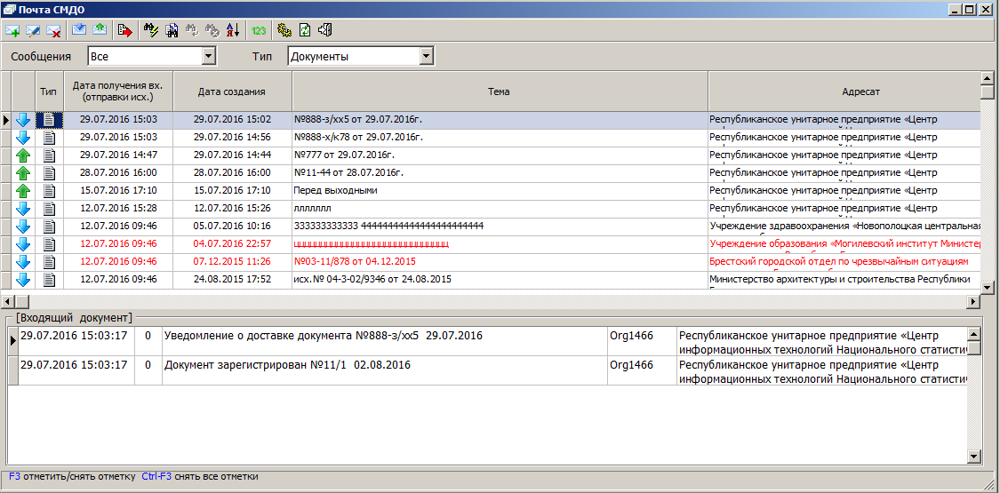 Почта СМДО
123
Сообщения Все Тип Документы
Тип Дата получения вх. (отправки исх.) Дата создания Тема Адресат
29.07.2016 15:03 29.07.2016 15:02 №888-з/хх5 от 29.07.2016г. Республиканское унитарное предприятие «Центр
29.07.2016 15:03 29.07.2016 14:56 №888-х/к78 от 29.07.2016г. Республиканское унитарное предприятие «Центр
29.07.2016 14:47 29.07.2016 14:44 №777 от 29.07.2016г. Республиканское унитарное предприятие «Центр
28.07.2016 16:00 28.07.2016 16:00 №11-44 от 28.07.2016г. Республиканское унитарное предприятие «Центр
15.07.2016 17:10 15.07.2016 17:10 Перед выходными Республиканское унитарное предприятие «Центр
12.07.2016 15:28 12.07.2016 15:26 ллллллл Республиканское унитарное предприятие «Центр
12.07.2016 09:46 05.07.2016 10:16 Учреждение здравоохранения «Новополоцкая центральная
12.07.2016 09:46 04.07.2016 22:57 Учреждение образования «Могилевский институт Министер
12.07.2016 09:46 07.12.2015 11:26 №03-11/878 от 04.12.2015 Брестский городской отдел по чрезвычайным ситуациям
12.07.2016 09:46 24.08.2015 17:52 исх.№ 04-3-02/9346 от 24.08.2015 Министерство архитектуры и строительства Республики
[Входящий документ]
29.07.2016 15:03:17 0 Уведомление о доставке документа №888-з/хх5 29.07.2016 Org1466 Республиканское унитарное предприятие «Центр
информационных технологий Национального статисти
29.07.2016 15:03:17 0 Документ зарегистрирован №11/1 02.08.2016 Org1466 Республиканское унитарное предприятие «Центр
информационных технологий Национального статисти
F3 отметить/снять отметку Ctrl-F3 снять все отметки